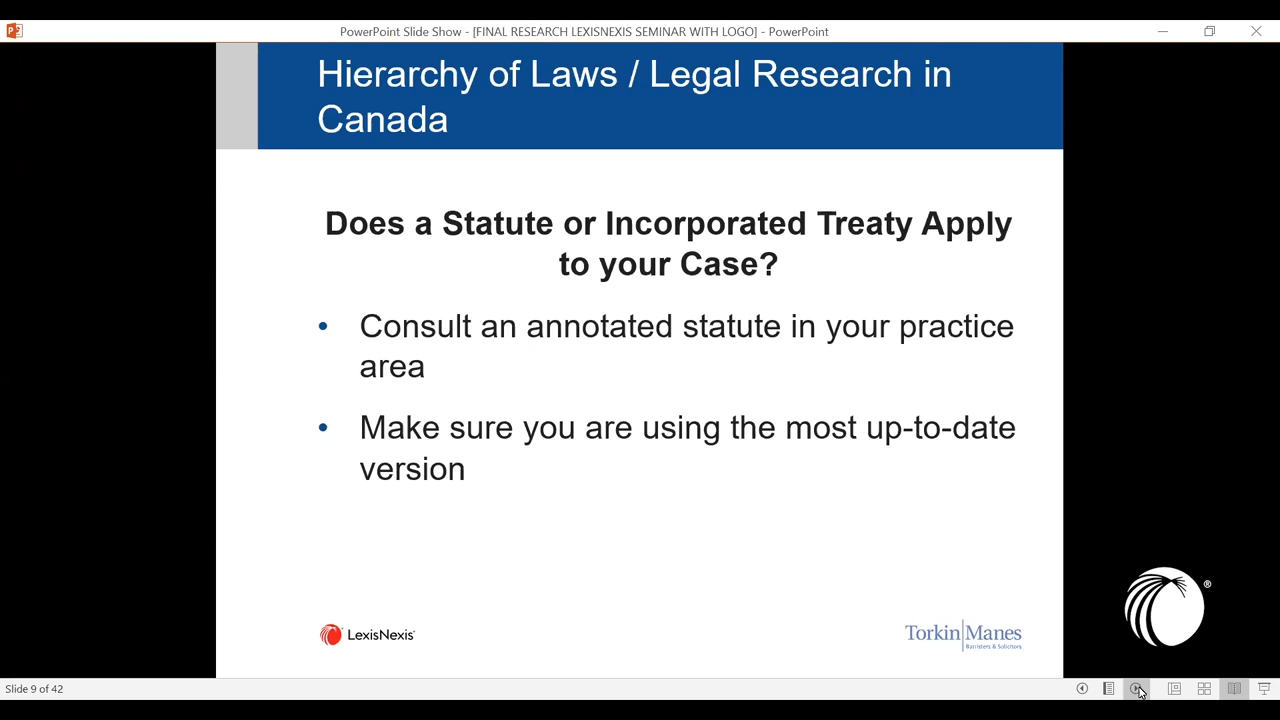 PowerPoint Slide Show - [FINAL RESEARCH LEXISNEXIS SEMINAR WITH LOGO] - PowerPoint
Hierarchy of Laws / Legal Research in
Canada
Does a Statute or Incorporated Treaty Apply
to your Case?
• Consult an annotated statute in your practice
area
• Make sure you are using the most up-to-date
version
LexisNexis®
Torkin|Manes
Barristers & Solicitors
®
Slide 9 of 42